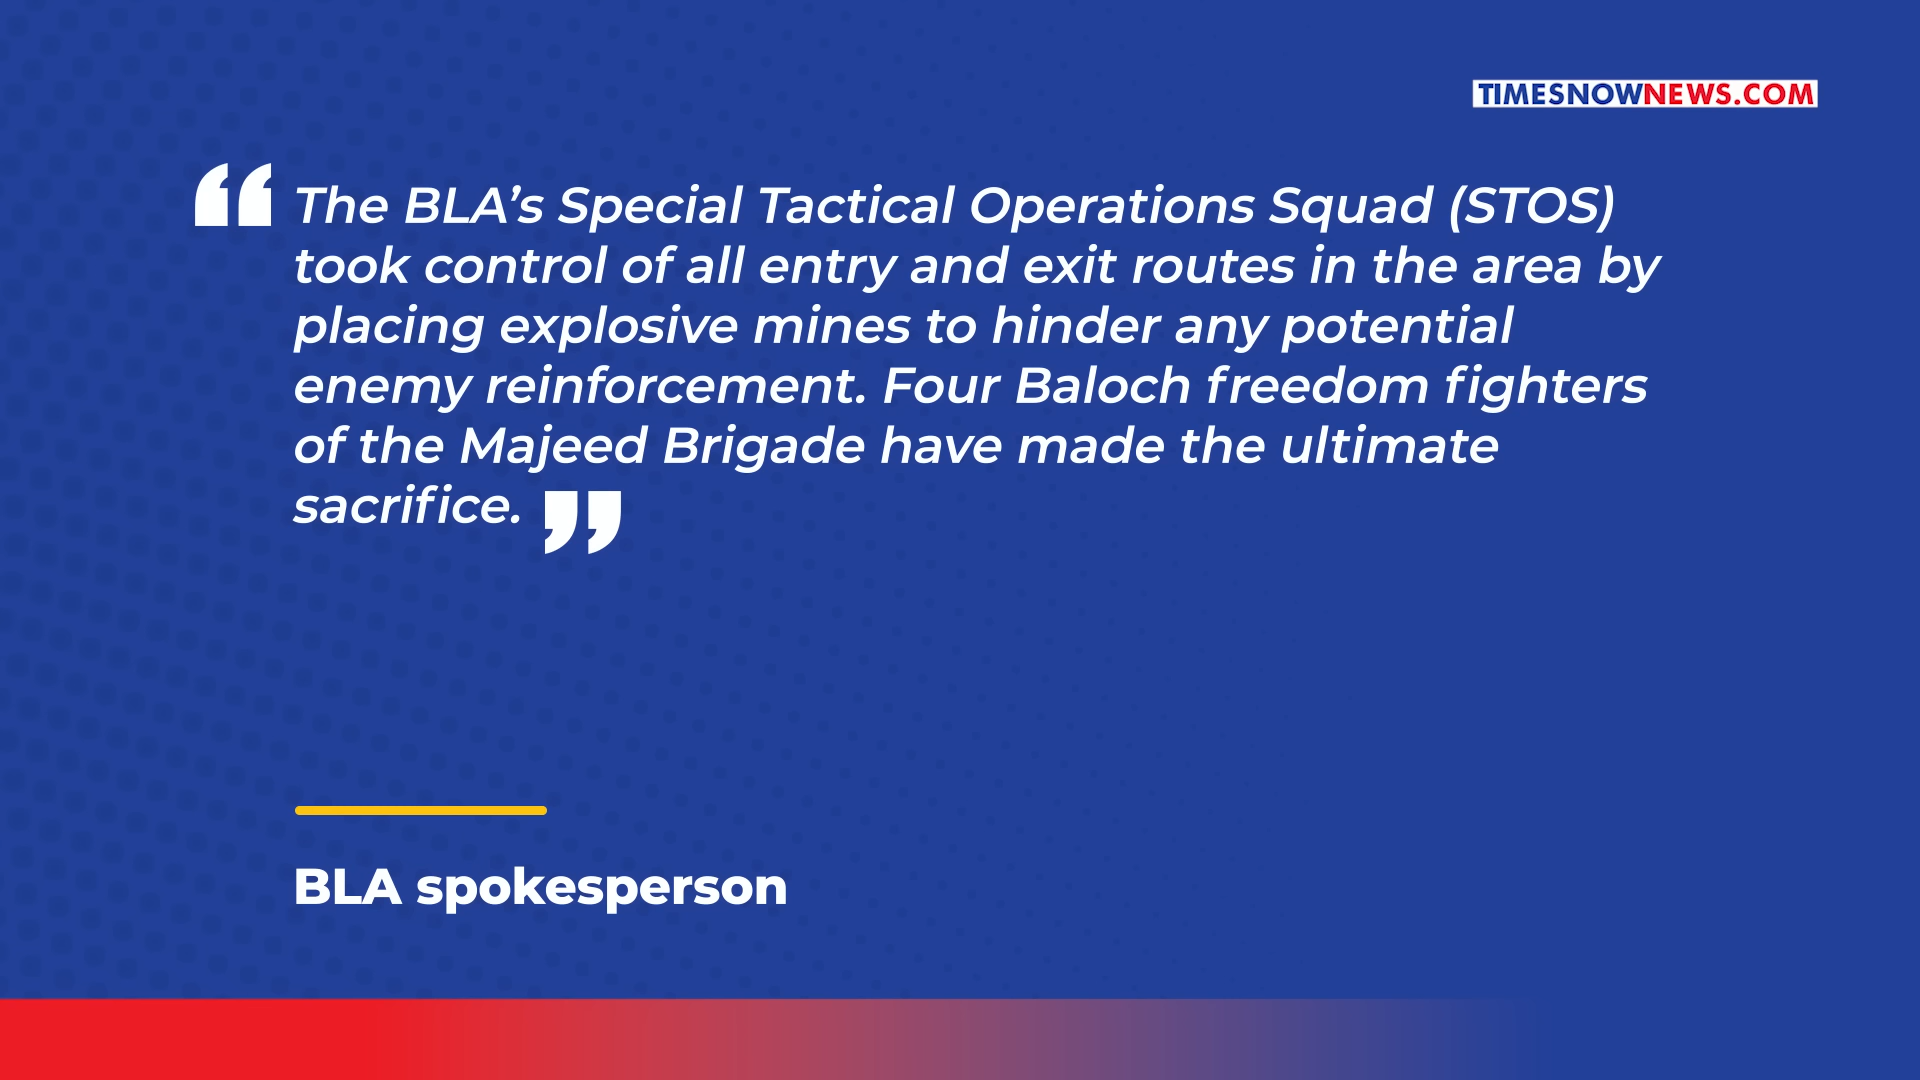 TIMESNOWNEWS.COM
“The BLA’s Special Tactical Operations Squad (STOS)
took control of all entry and exit routes in the area by
placing explosive mines to hinder any potential
enemy reinforcement. Four Baloch freedom fighters
of the Majeed Brigade have made the ultimate
sacrifice.”
BLA spokesperson